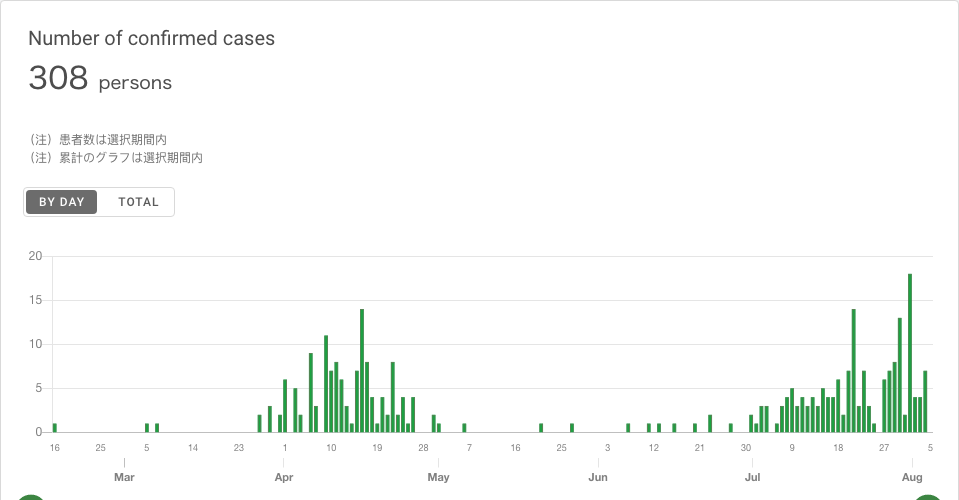 Number of confirmed cases
308 persons
（注）患者数は選択期間内
（注）累計のグラフは選択期間内
BY DAY TOTAL
20
15
10
5
0
16 25 5 14 23 1 10 19 28 7 16 25 3 12 21 30 9 18 27 5
Mar Apr May Jun Jul Aug